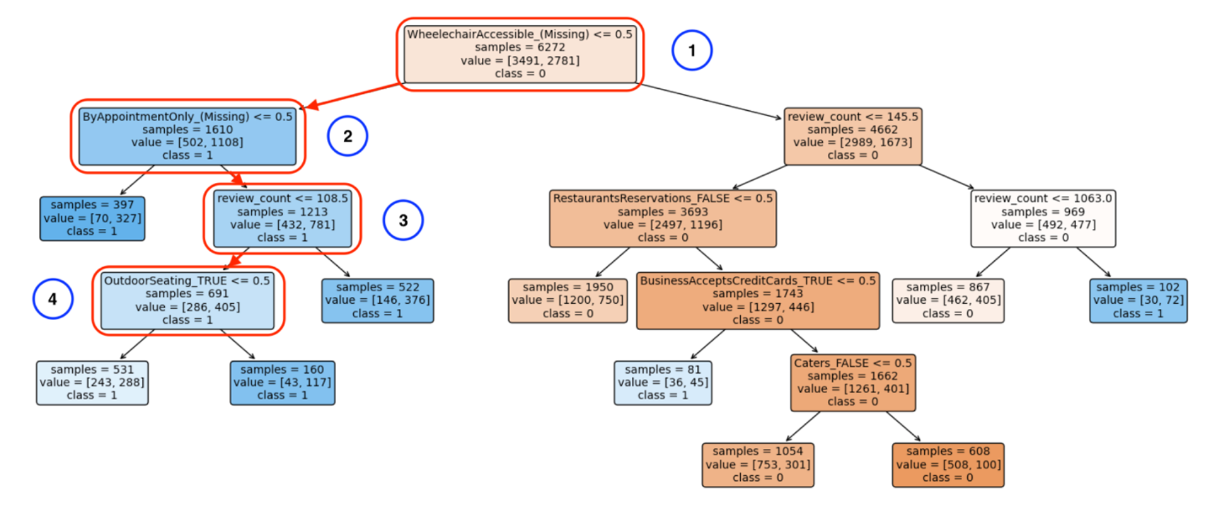 WheelechairAccessible_(Missing) <= 0.5
samples = 6272
value = [3491, 2781]
class = 0
1
ByAppointmentOnly_(Missing) <= 0.5
samples = 1610
value = [502, 1108]
class = 1
2
review_count <= 145.5
samples = 4662
value = [2989, 1673]
class = 0
samples = 397
value = [70, 327]
class = 1
review_count <= 108.5
samples = 1213
value = [432, 781]
class = 1
3
RestaurantsReservations_FALSE <= 0.5
samples = 3693
value = [2497, 1196]
class = 0
review_count <= 1063.0
samples = 969
value = [492, 477]
class = 0
4
OutdoorSeating_TRUE <= 0.5
samples = 691
value = [286, 405]
class = 1
samples = 522
value = [146, 376]
class = 1
samples = 1950
value = [1200, 750]
class = 0
BusinessAcceptsCreditCards_TRUE <= 0.5
samples = 1743
value = [1297, 446]
class = 0
samples = 867
value = [462, 405]
class = 0
samples = 102
value = [30, 72]
class = 1
samples = 531
value = [243, 288]
class = 1
samples = 160
value = [43, 117]
class = 1
samples = 81
value = [36, 45]
class = 1
Caters_FALSE <= 0.5
samples = 1662
value = [1261, 401]
class = 0
samples = 1054
value = [753, 301]
class = 0
samples = 608
value = [508, 100]
class = 0